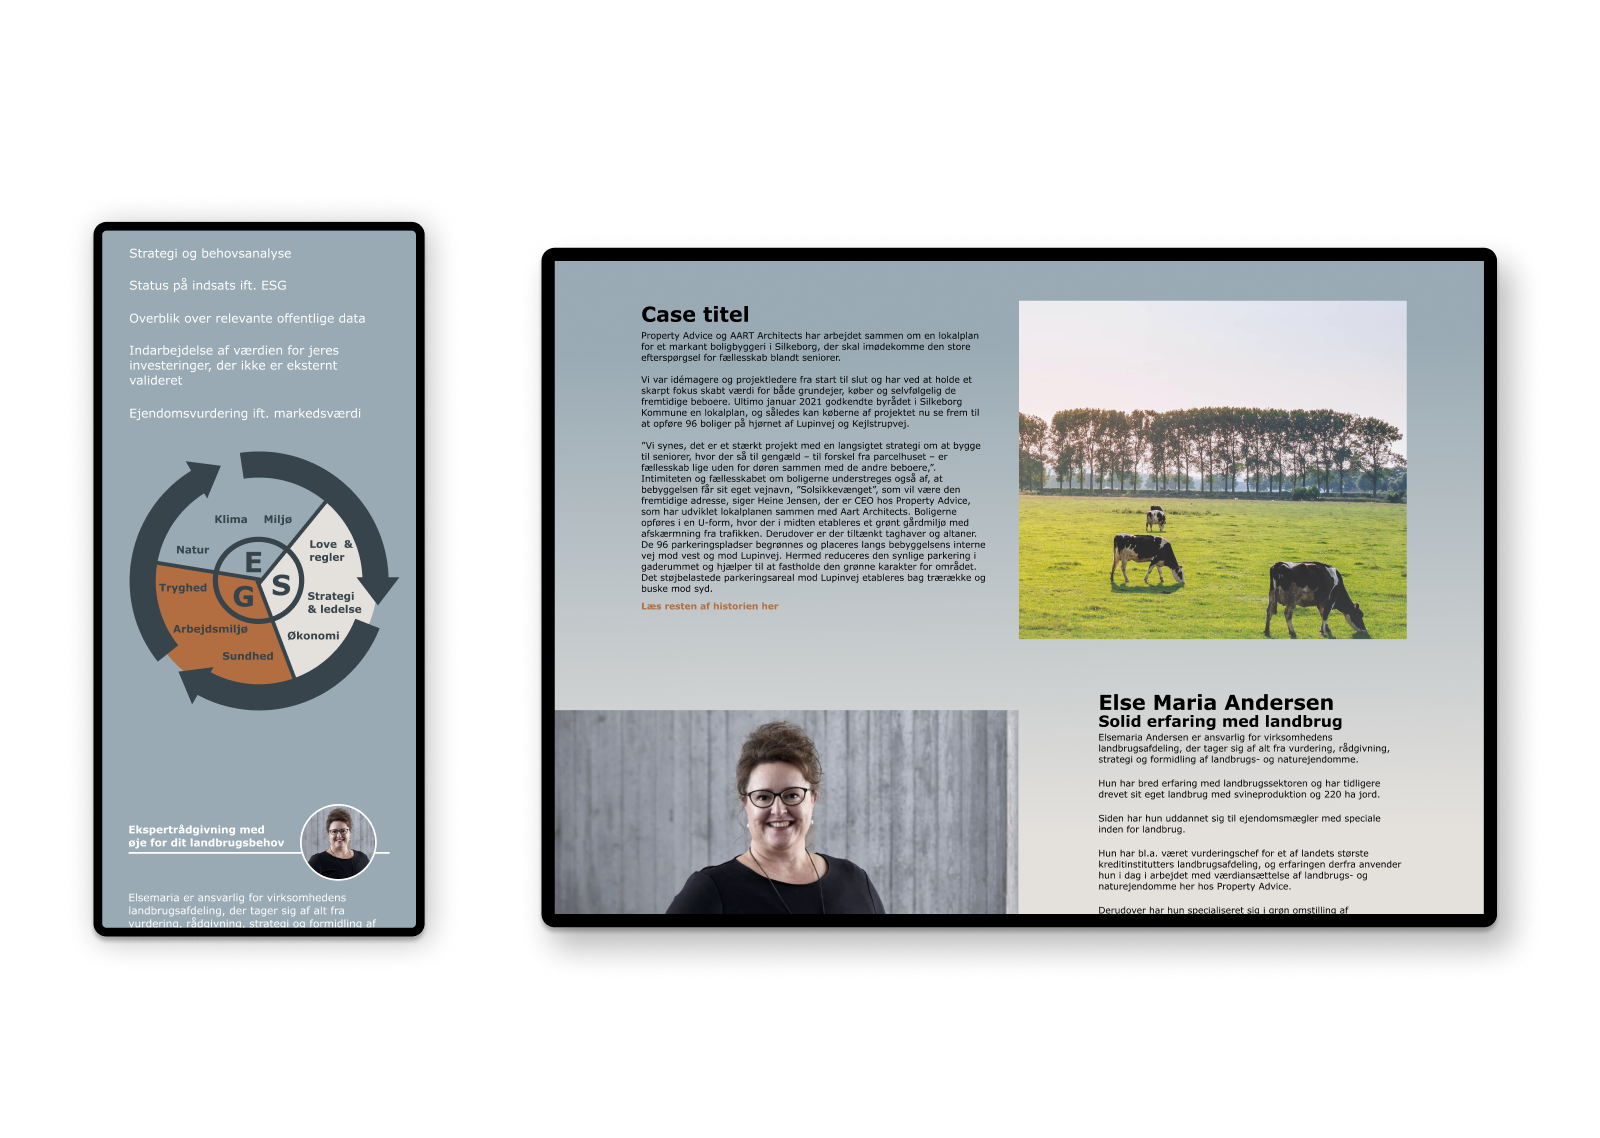 Strategi og behovsanalyse
Status på indsats ift. ESG
Overblik over relevante offentlige data
Indarbejdelse af værdien for jeres
investeringer, der ikke er eksternt
valideret
Ejendomsvurdering ift. markedsværdi
Klima Miljø
Natur
Love &
regler
E
S
G
Tryghed
Strategi
& ledelse
Arbejdsmiljø
Økonomi
Sundhed
Ekspertrådgivning med
øje for dit landbrugsbehov
Elsemaria er ansvarlig for virksomhedens
landbrugsafdeling, der tager sig af alt fra
vurdering, rådgivning, strategi og formidling af
Case titel
Property Advice og AART Architects har arbejdet sammen om en lokalplan
for et markant boligbyggeri i Silkeborg, der skal imødekomme den store
efterspørgsel for fællesskab blandt seniorer.
Vi var idémagere og projektledere fra start til slut og har ved at holde et
skarpt fokus skabt værdi for både grundejer, køber og selvfølgelig de
fremtidige beboere. Ultimo januar 2021 godkendte byrådet i Silkeborg
Kommune en lokalplan, og således kan køberne af projektet nu se frem til
at opføre 96 boliger på hjørnet af Lupinvej og Kejlstrupvej.
”Vi synes, det er et stærkt projekt med en langsigtet strategi om at bygge
til seniorer, hvor der så til gengæld – til forskel fra parcelhuset – er
fællesskab lige uden for døren sammen med de andre beboere,”.
Intimiteten og fællesskabet om boligerne understreges også af, at
bebyggelsen får sit eget vejnavn, ”Solsikkevænget”, som vil være den
fremtidige adresse, siger Heine Jensen, der er CEO hos Property Advice,
som har udviklet lokalplanen sammen med Aart Architects. Boligerne
opføres i en U-form, hvor der i midten etableres et grønt gårdmiljø med
afskærmning fra trafikken. Derudover er der tiltænkt taghaver og altaner.
De 96 parkeringspladser begrønnes og placeres langs bebyggelsens interne
vej mod vest og mod Lupinvej. Hermed reduceres den synlige parkering i
gaderummet og hjælper til at fastholde den grønne karakter for området.
Det støjbelastede parkeringsareal mod Lupinvej etableres bag trærække og
buske mod syd.
Læs resten af historien her
Else Maria Andersen
Solid erfaring med landbrug
Elsemaria Andersen er ansvarlig for virksomhedens
landbrugsafdeling, der tager sig af alt fra vurdering, rådgivning,
strategi og formidling af landbrugs- og naturejendomme.
Hun har bred erfaring med landbrugssektoren og har tidligere
drevet sit eget landbrug med svineproduktion og 220 ha jord.
Siden har hun uddannet sig til ejendomsmægler med speciale
inden for landbrug.
Hun har bl.a. været vurderingschef for et af landets største
kreditinstitutters landbrugsafdeling, og erfaringen derfra anvender
hun i dag i arbejdet med værdiansættelse af landbrugs- og
naturejendomme her hos Property Advice.
Derudover har hun specialiseret sig i grøn omstilling af